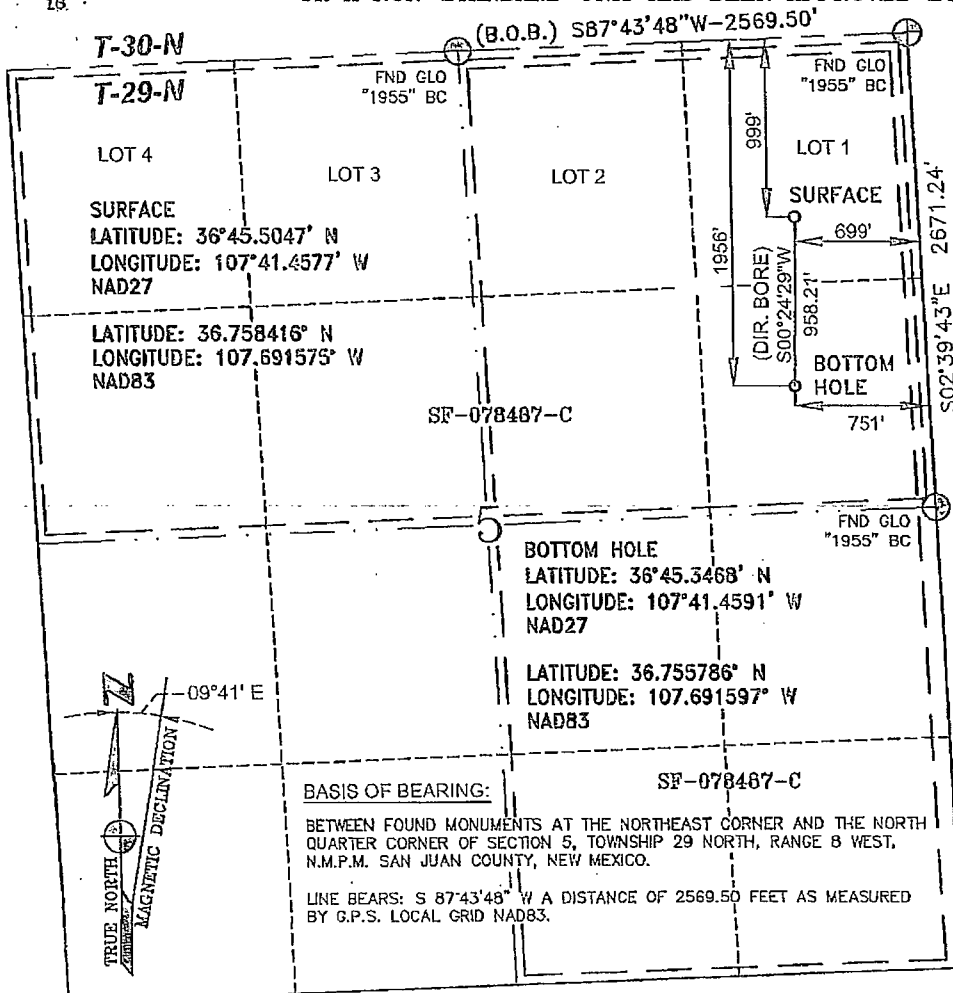 18
(B.O.B.) S87°43'48"W-2569.50'
T-30-N
T-29-N
FND GLO
"1955" BC
FND GLO
"1955" BC
LOT 4
LOT 3
LOT 2
LOT 1
999'
SURFACE
699'
1956'
(DIR. BORE)
S00°24'29"W
958.21'
BOTTOM
HOLE
751'
S02°39'43"E 2671.24'
SURFACE
LATITUDE: 36°45.5047' N
LONGITUDE: 107°41.4577' W
NAD27
LATITUDE: 36.758416° N
LONGITUDE: 107.691575° W
NAD83
SF-078487-C
5
FND GLO
"1955" BC
BOTTOM HOLE
LATITUDE: 36°45.3468' N
LONGITUDE: 107°41.4591' W
NAD27
LATITUDE: 36.755786° N
LONGITUDE: 107.691597° W
NAD83
N
09°41' E
TRUE NORTH
MAGNETIC DECLINATION
SF-078487-C
BASIS OF BEARING:
BETWEEN FOUND MONUMENTS AT THE NORTHEAST CORNER AND THE NORTH
QUARTER CORNER OF SECTION 5, TOWNSHIP 29 NORTH, RANGE 8 WEST,
N.M.P.M. SAN JUAN COUNTY, NEW MEXICO.
LINE BEARS: S 87°43'48" W A DISTANCE OF 2569.50 FEET AS MEASURED
BY G.P.S. LOCAL GRID NAD83.